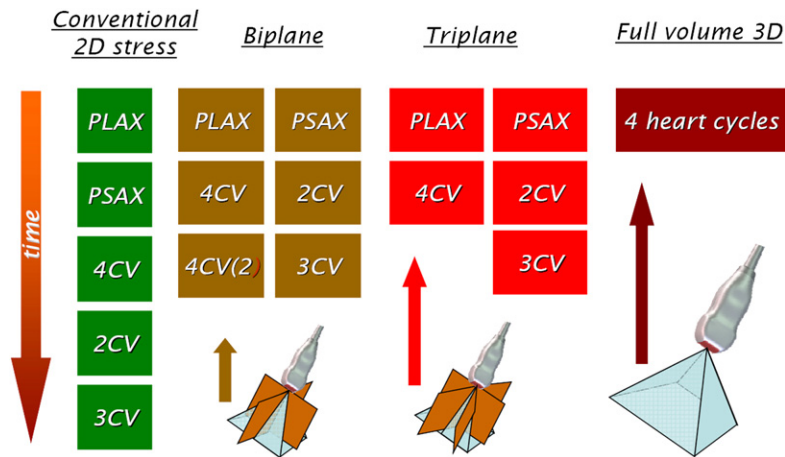 Conventional
2D stress
Biplane
Triplane
Full volume 3D
time
PLAX
PSAX
4CV
2CV
3CV
PLAX PSAX
4CV 2CV
4CV(2) 3CV
PLAX PSAX
4CV 2CV
3CV
4 heart cycles